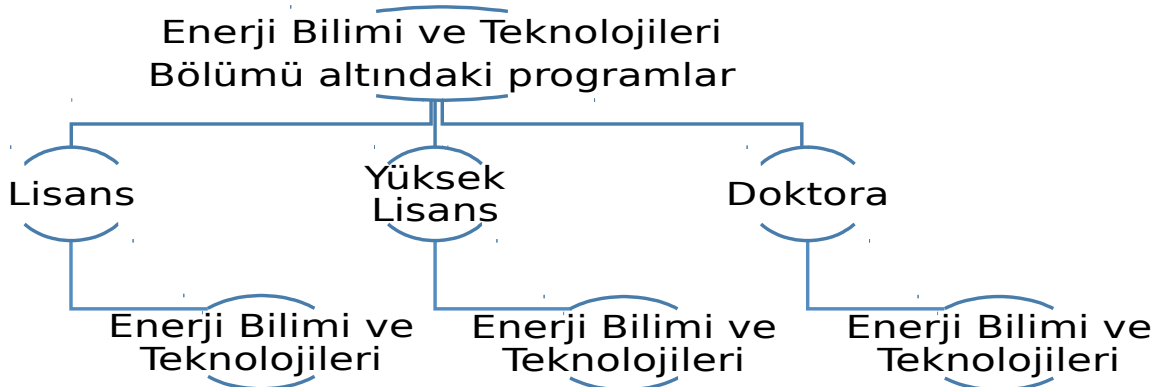 Enerji Bilimi ve Teknolojileri
Bölümü altındaki programlar
Lisans
Yüksek
Lisans
Doktora
Enerji Bilimi ve
Teknolojileri
Enerji Bilimi ve
Teknolojileri
Enerji Bilimi ve
Teknolojileri